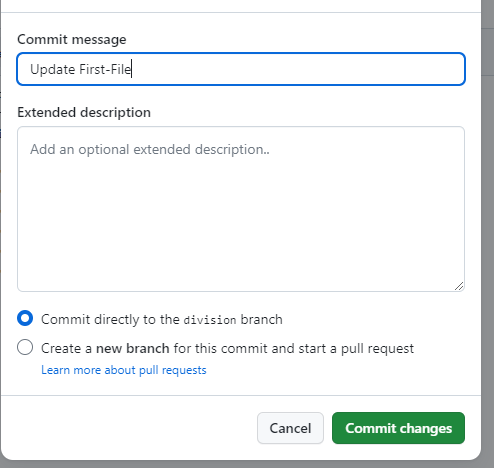 Commit message
Update First-File
Extended description
Add an optional extended description..
Commit directly to the division branch
Create a new branch for this commit and start a pull request
Learn more about pull requests
Cancel
Commit changes